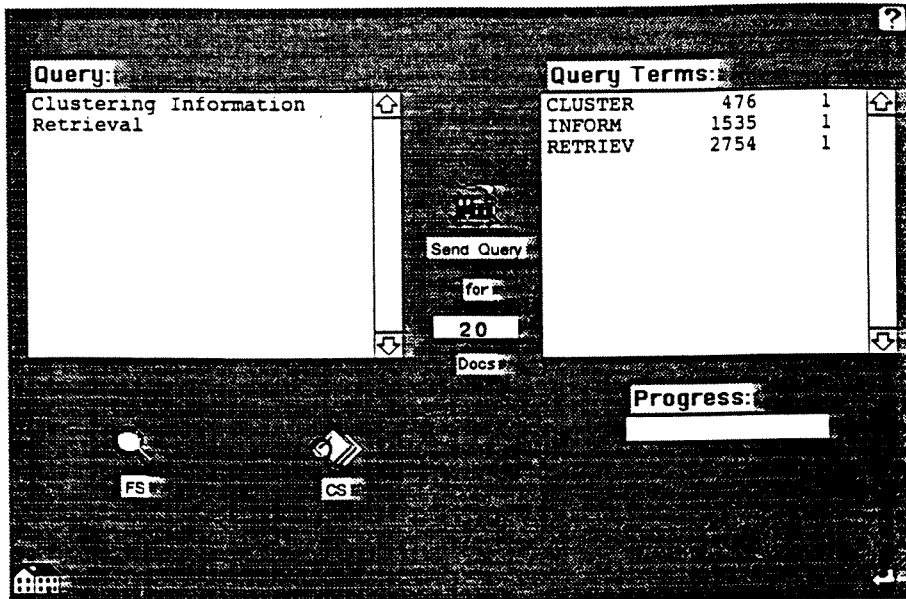 ?
Query:
Clustering Information
Retrieval
Query Terms:
CLUSTER 476 1
INFORM 1535 1
RETRIEV 2754 1
Send Query
for
20
Docs
Progress:
FS
CS